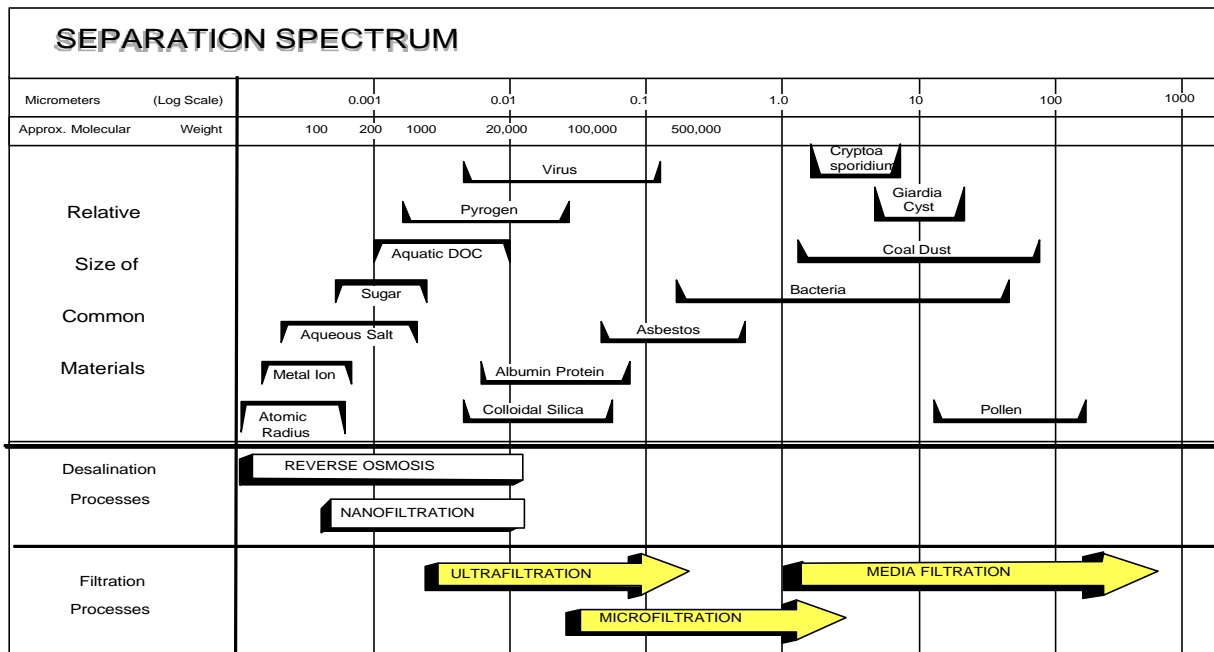 SEPARATION SPECTRUM
Micrometers (Log Scale) 0.001 0.01 0.1 1.0 10 100 1000
Approx. Molecular Weight 100 200 1000 20,000 100,000 500,000
Relative
Size of
Common
Materials
Virus
Cryptoa
sporidium
Pyrogen
Giardia
Cyst
Aquatic DOC
Coal Dust
Sugar
Bacteria
Aqueous Salt
Asbestos
Metal Ion
Albumin Protein
Atomic
Radius
Colloidal Silica
Pollen
Desalination
Processes
REVERSE OSMOSIS
NANOFILTRATION
Filtration
Processes
ULTRAFILTRATION
MEDIA FILTRATION
MICROFILTRATION